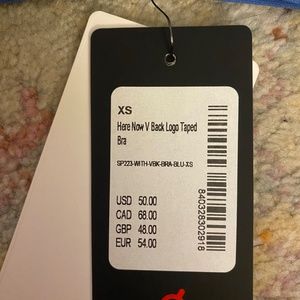 XS
Here Now V Back Logo Taped
Bra
SP223-WITH-VBK-BRA-BLU-XS
USD 50.00
CAD 68.00
GBP 48.00
EUR 54.00
840328302918